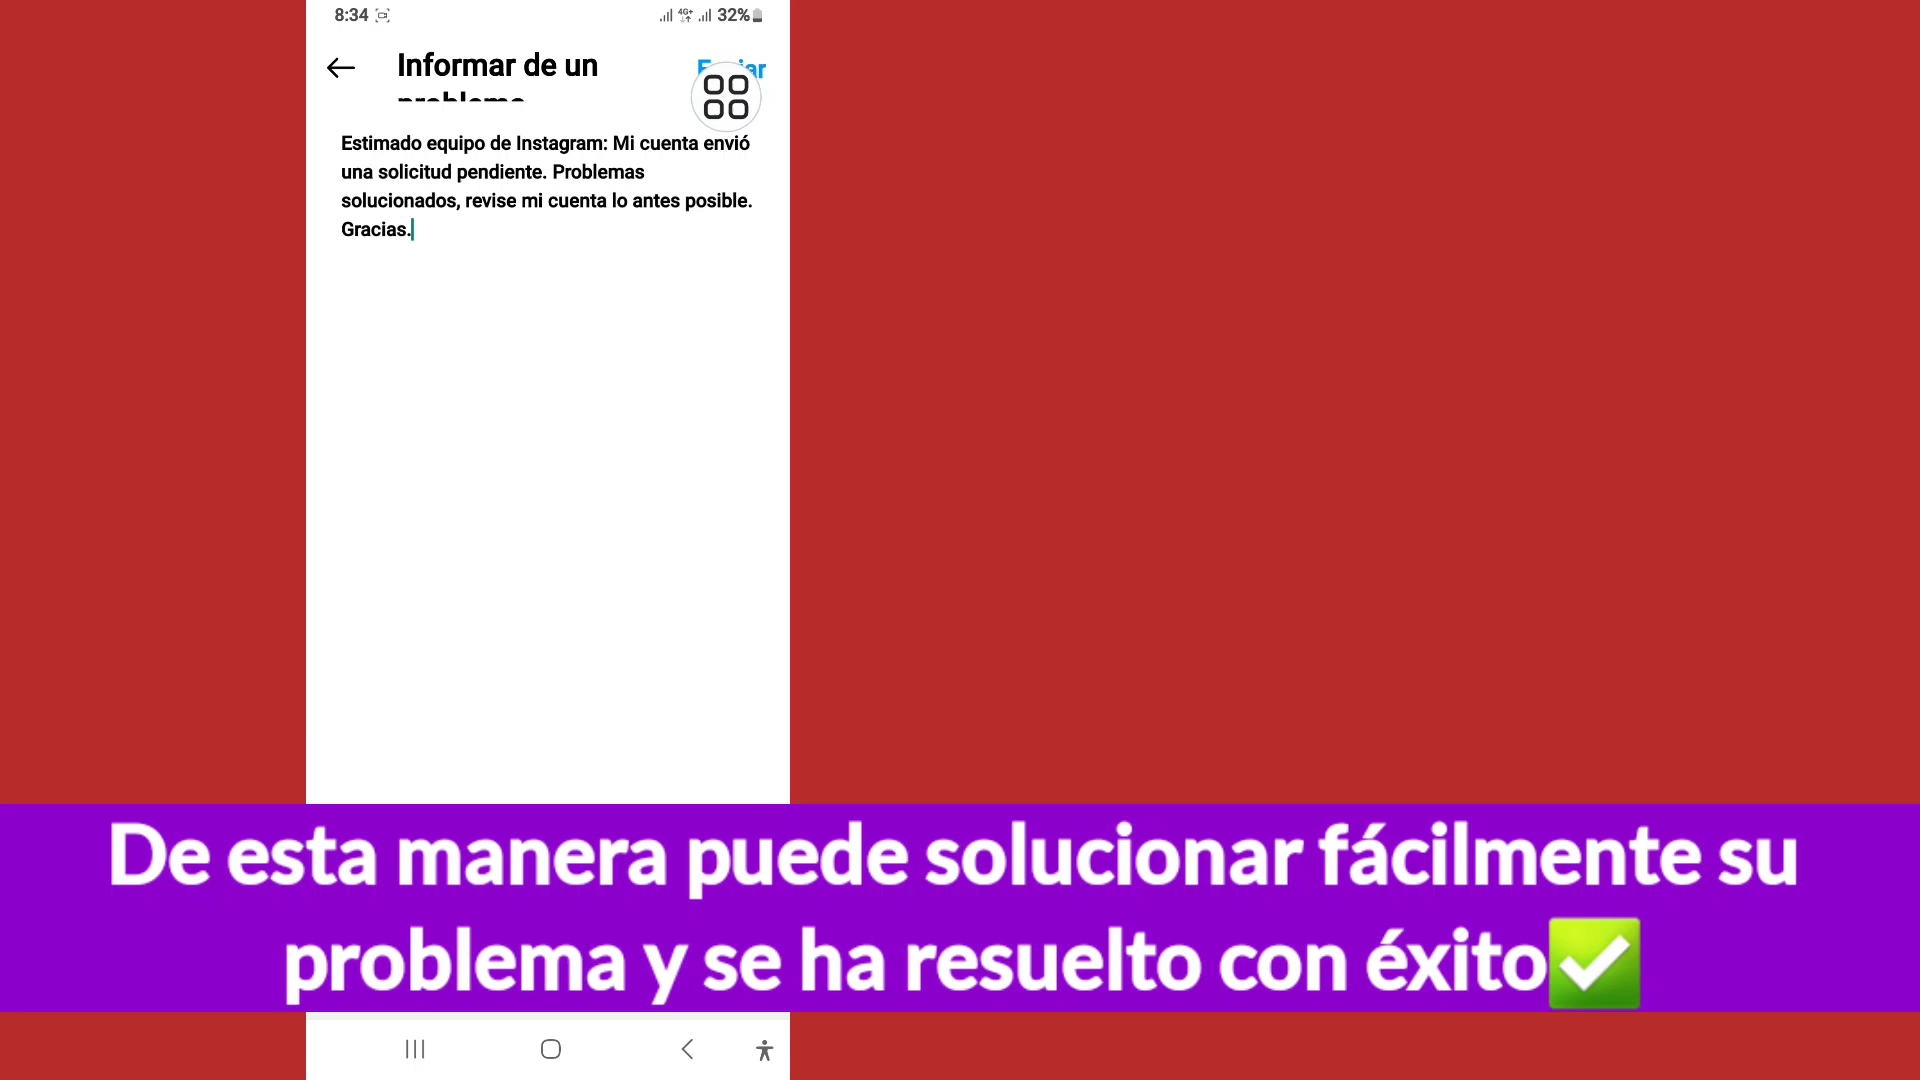 8:34 4G+ 32%
Informar de un
problema
Estimado equipo de Instagram: Mi cuenta envió
una solicitud pendiente. Problemas
solucionados, revise mi cuenta lo antes posible.
Gracias.
De esta manera puede solucionar fácilmente su
problema y se ha resuelto con éxito✅